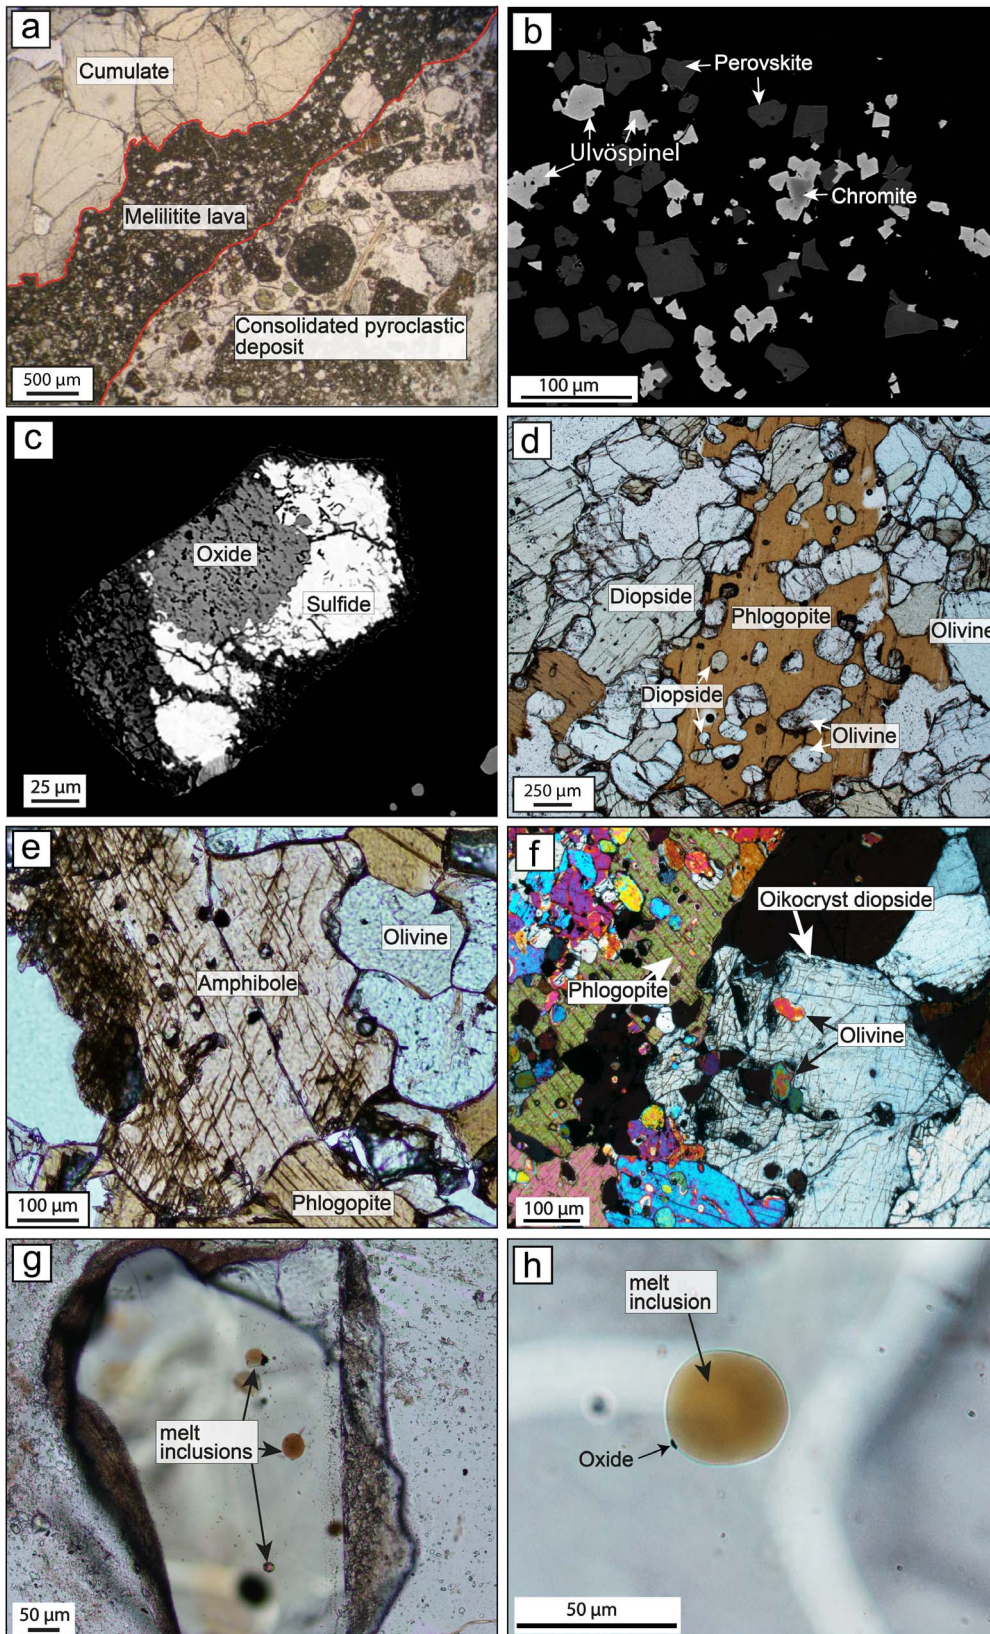 a
Cumulate
Melilitite lava
Consolidated pyroclastic
deposit
500 µm
b
Perovskite
Ulvöspinel
Chromite
100 µm
c
Oxide
Sulfide
25 µm
d
Diopside
Phlogopite
Olivine
Diopside
Olivine
250 µm
e
Olivine
Amphibole
Phlogopite
100 µm
f
Oikocryst diopside
Phlogopite
Olivine
100 µm
g
melt
inclusions
50 µm
h
melt
inclusion
Oxide
50 µm